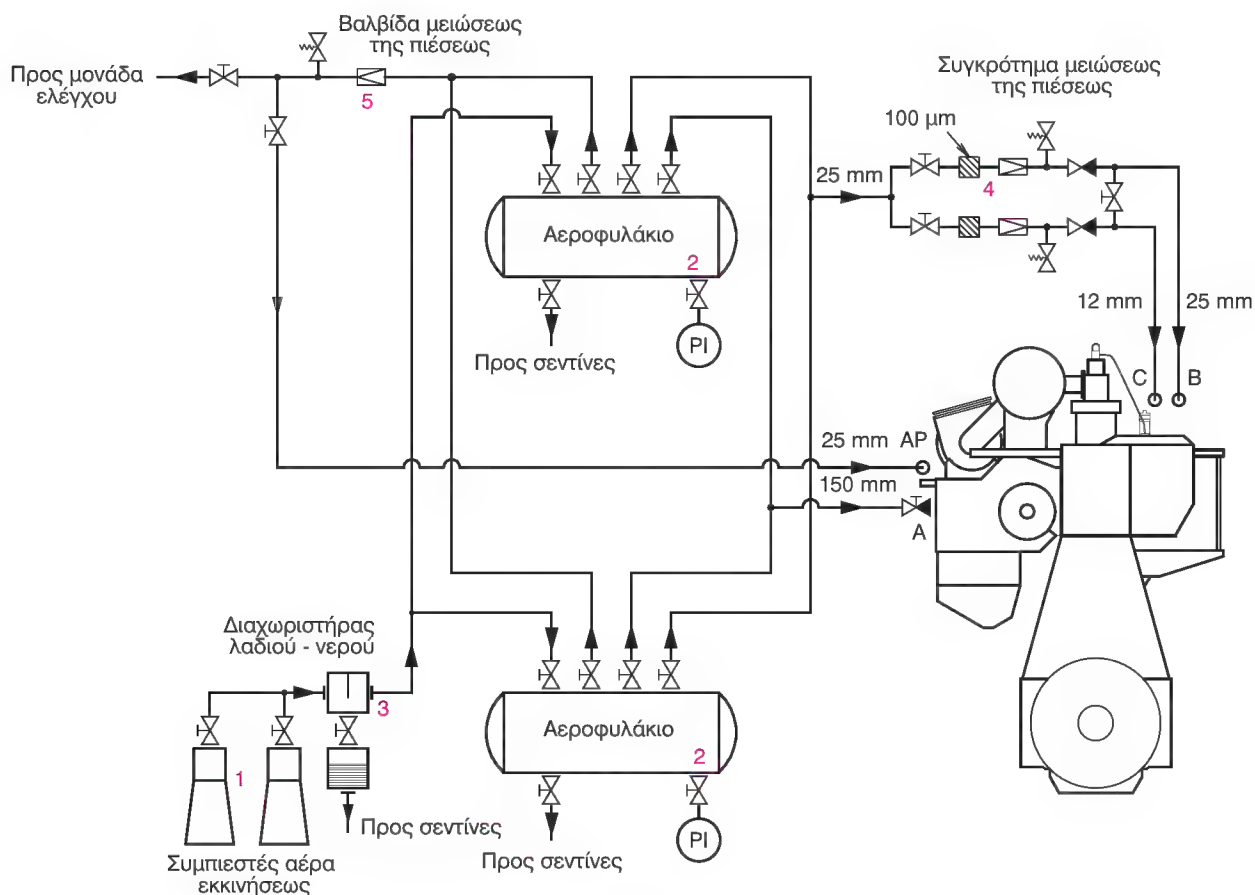 Βαλβίδα μειώσεως
της πιέσεως
Προς μονάδα
ελέγχου
5
Συγκρότημα μειώσεως
της πιέσεως
100 μm
25 mm
4
Αεροφυλάκιο
2
PI
Προς σεντίνες
12 mm
25 mm
C
B
25 mm
AP
150 mm
A
Διαχωριστήρας
λαδιού - νερού
3
1
Προς σεντίνες
Συμπιεστές αέρα
εκκινήσεως
Αεροφυλάκιο
2
PI
Προς σεντίνες